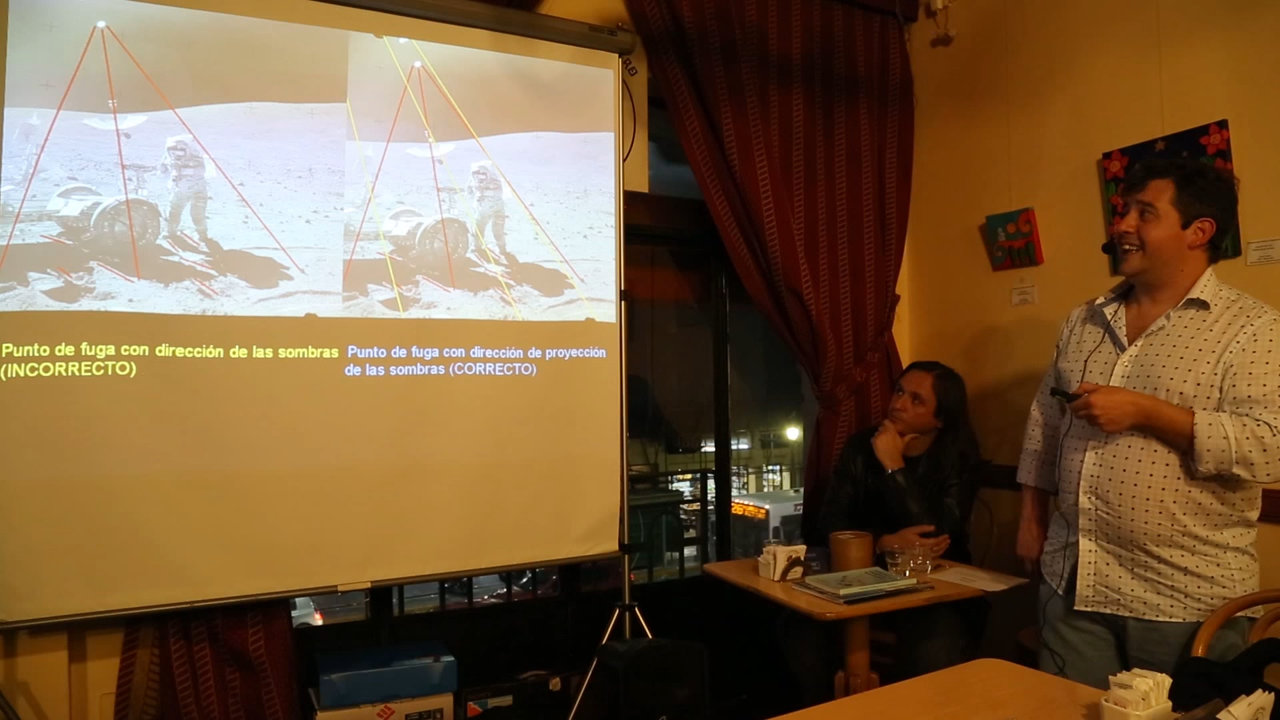 Punto de fuga con dirección de las sombras
(INCORRECTO)
Punto de fuga con dirección de proyección
de las sombras (CORRECTO)